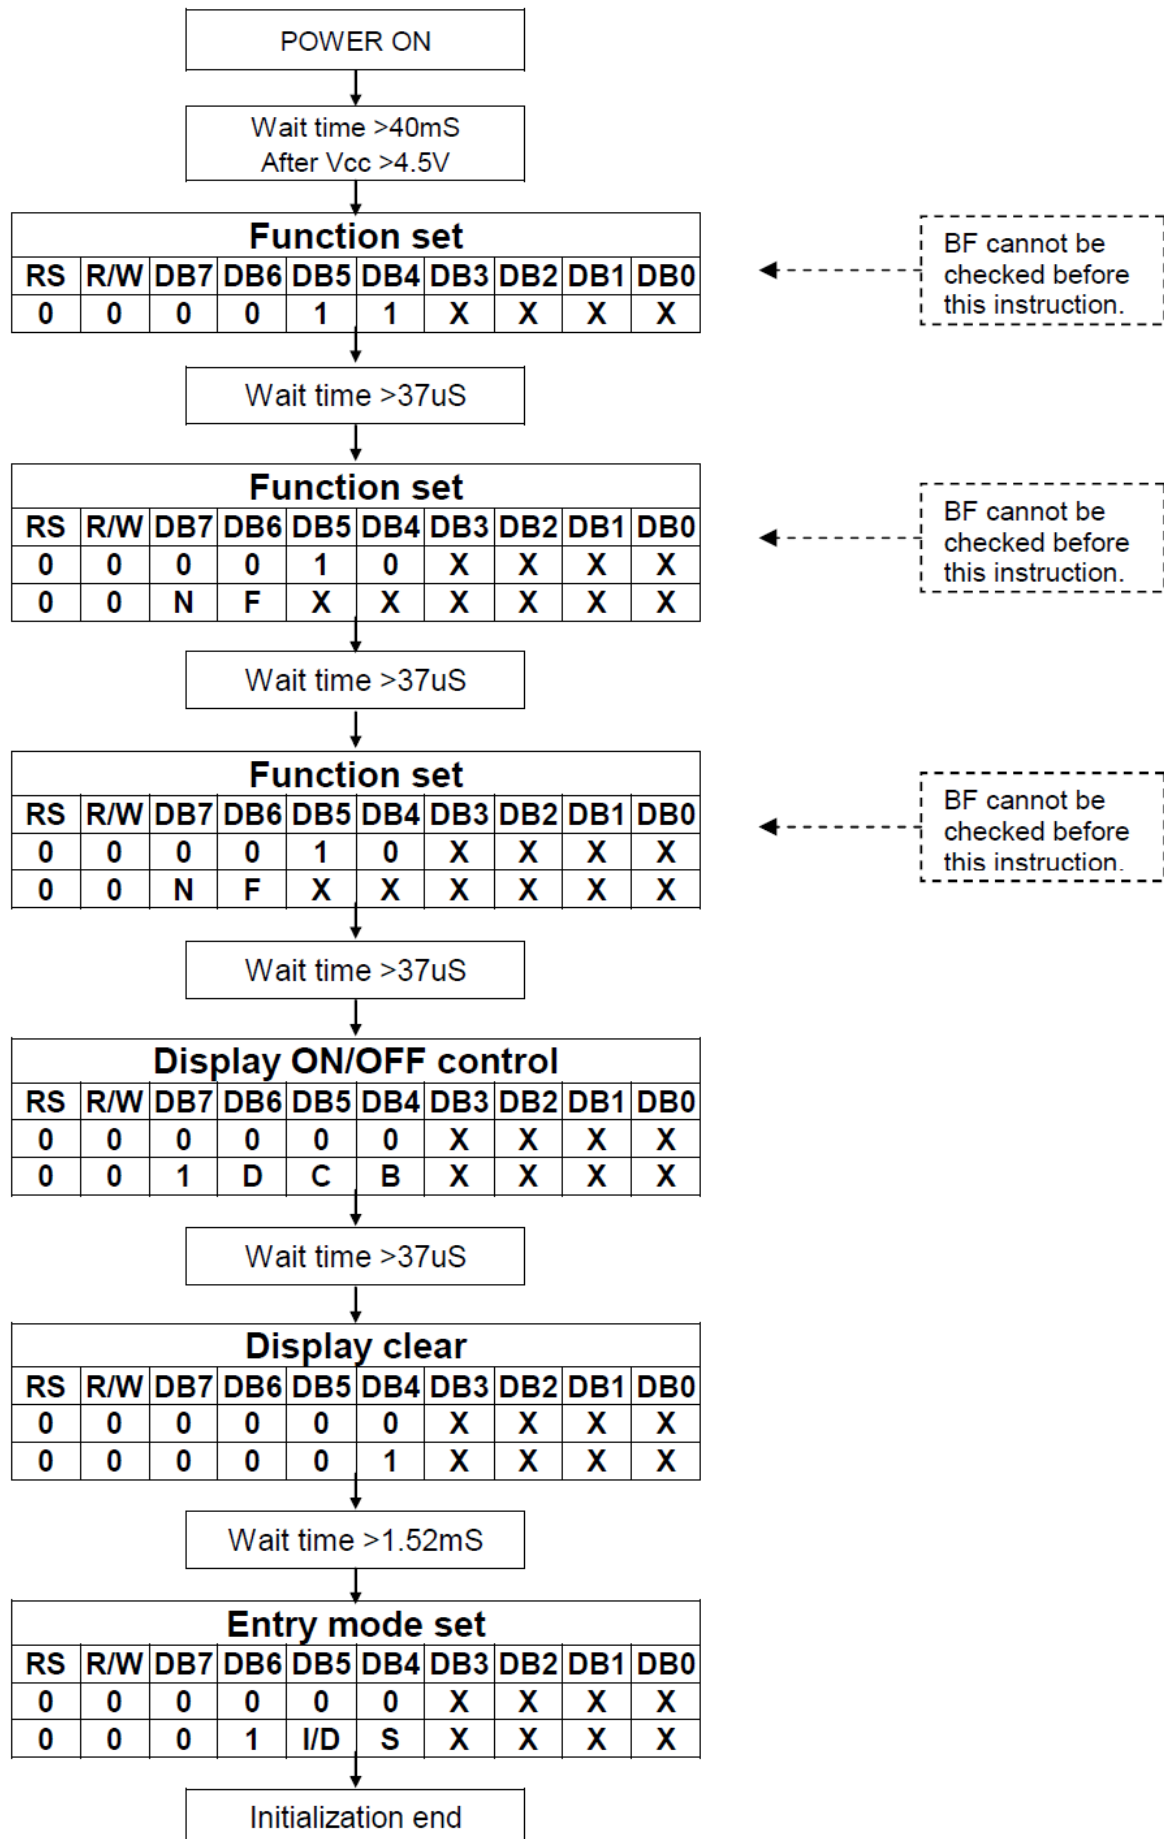 POWER ON
Wait time >40mS
After Vcc >4.5V
Function set
RS R/W DB7 DB6 DB5 DB4 DB3 DB2 DB1 DB0
0 0 0 0 1 1 X X X X
BF cannot be
checked before
this instruction.
Wait time >37uS
Function set
RS R/W DB7 DB6 DB5 DB4 DB3 DB2 DB1 DB0
0 0 0 0 1 0 X X X X
0 0 N F X X X X X X
BF cannot be
checked before
this instruction.
Wait time >37uS
Function set
RS R/W DB7 DB6 DB5 DB4 DB3 DB2 DB1 DB0
0 0 0 0 1 0 X X X X
0 0 N F X X X X X X
BF cannot be
checked before
this instruction.
Wait time >37uS
Display ON/OFF control
RS R/W DB7 DB6 DB5 DB4 DB3 DB2 DB1 DB0
0 0 0 0 0 0 X X X X
0 0 1 D C B X X X X
Wait time >37uS
Display clear
RS R/W DB7 DB6 DB5 DB4 DB3 DB2 DB1 DB0
0 0 0 0 0 0 X X X X
0 0 0 0 0 1 X X X X
Wait time >1.52mS
Entry mode set
RS R/W DB7 DB6 DB5 DB4 DB3 DB2 DB1 DB0
0 0 0 0 0 0 X X X X
0 0 0 1 I/D S X X X X
Initialization end